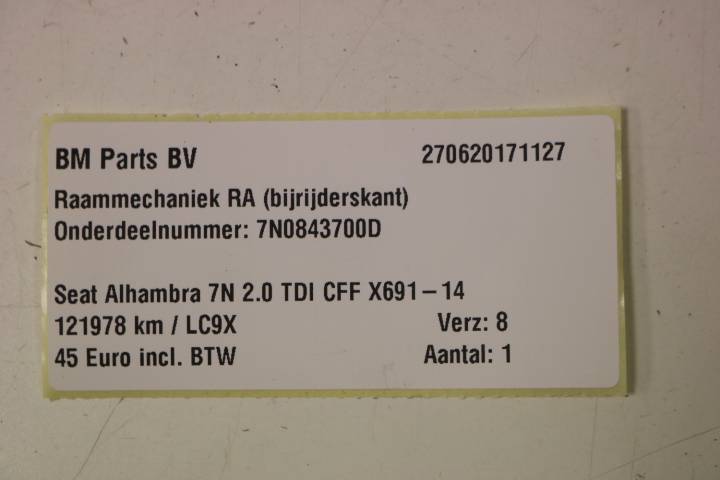 BM Parts BV 270620171127
Raammechaniek RA (bijrijderskant)
Onderdeelnummer: 7N0843700D
Seat Alhambra 7N 2.0 TDI CFF X691-14
121978 km / LC9X Verz: 8
45 Euro incl. BTW Aantal: 1